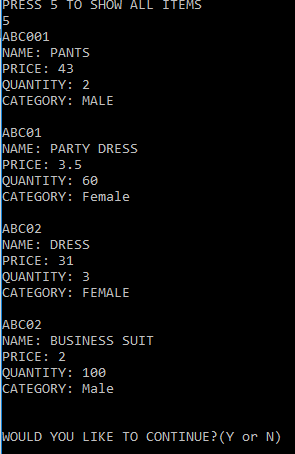 PRESS 5 TO SHOW ALL ITEMS
5
ABC001
NAME: PANTS
PRICE: 43
QUANTITY: 2
CATEGORY: MALE
ABC01
NAME: PARTY DRESS
PRICE: 3.5
QUANTITY: 60
CATEGORY: Female
ABC02
NAME: DRESS
PRICE: 31
QUANTITY: 3
CATEGORY: FEMALE
ABC02
NAME: BUSINESS SUIT
PRICE: 2
QUANTITY: 100
CATEGORY: Male
WOULD YOU LIKE TO CONTINUE?(Y or N)